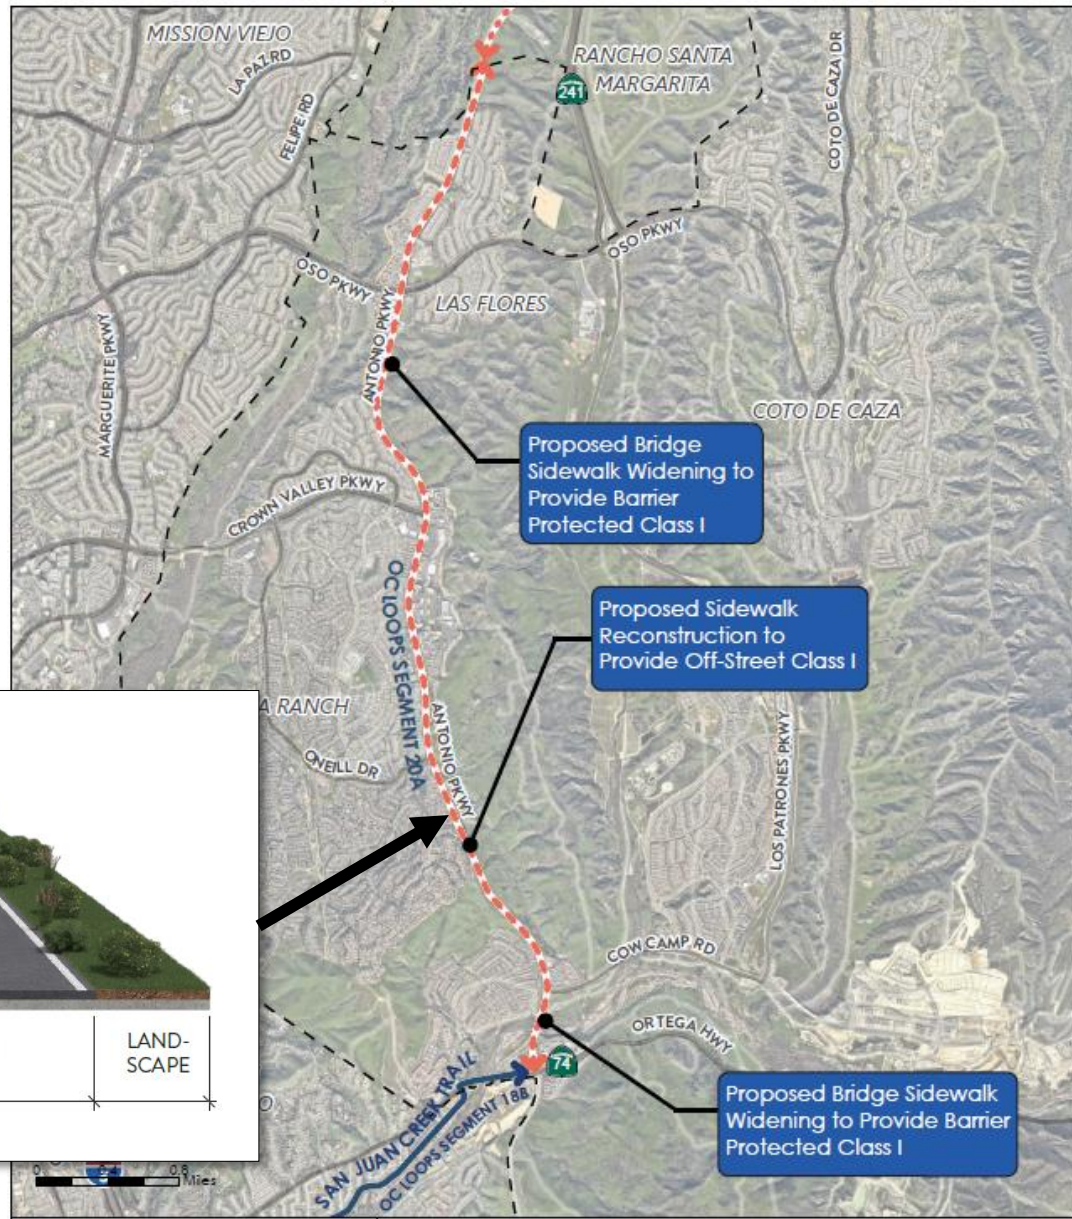 MISSION VIEJO
LA PAZ RD
FELIPE RD
RANCHO SANTA
MARGARITA
241
COTO DE CAZA DR
OSO PKWY
OSO PKWY
LAS FLORES
MARGUERITE PKWY
ANTONIO PKWY
COTO DE CAZA
Proposed Bridge
Sidewalk Widening to
Provide Barrier
Protected Class I
CROWN VALLEY PKWY
OC LOOPS SEGMENT 20A
Proposed Sidewalk
Reconstruction to
Provide Off-Street Class I
A RANCH
ANTONIO PKWY
ONEILL DR
LOS PATRONES PKWY
COW CAMP RD
ORTEGA HWY
74
LAND-
SCAPE
O
SAN JUAN CREEK TRAIL
OC LOOPS SEGMENT 18B
Proposed Bridge Sidewalk
Widening to Provide Barrier
Protected Class I
0 0.4 0.8
Miles